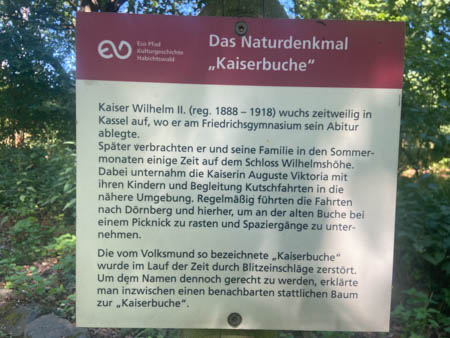 Eco Pfad
Kulturgeschichte
Habichtswald
Das Naturdenkmal
„Kaiserbuche“
Kaiser Wilhelm II. (reg. 1888 – 1918) wuchs zeitweilig in
Kassel auf, wo er am Friedrichsgymnasium sein Abitur
ablegte.
Später verbrachten er und seine Familie in den Sommer-
monaten einige Zeit auf dem Schloss Wilhelmshöhe.
Dabei unternahm die Kaiserin Auguste Viktoria mit
ihren Kindern und Begleitung Kutschfahrten in die
nähere Umgebung. Regelmäßig führten die Fahrten
nach Dörnberg und hierher, um an der alten Buche bei
einem Picknick zu rasten und Spaziergänge zu unter-
nehmen.
Die vom Volksmund so bezeichnete „Kaiserbuche“
wurde im Lauf der Zeit durch Blitzeinschläge zerstört.
Um dem Namen dennoch gerecht zu werden, erklärte
man inzwischen einen benachbarten stattlichen Baum
zur „Kaiserbuche“.